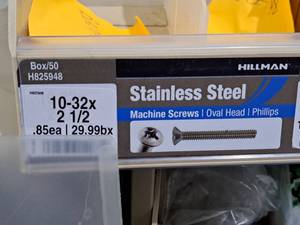 Box/50
H825948
HILLMAN
10-32x
2 1/2
.85ea | 29.99bx
Stainless Steel
Machine Screws | Oval Head | Phillips